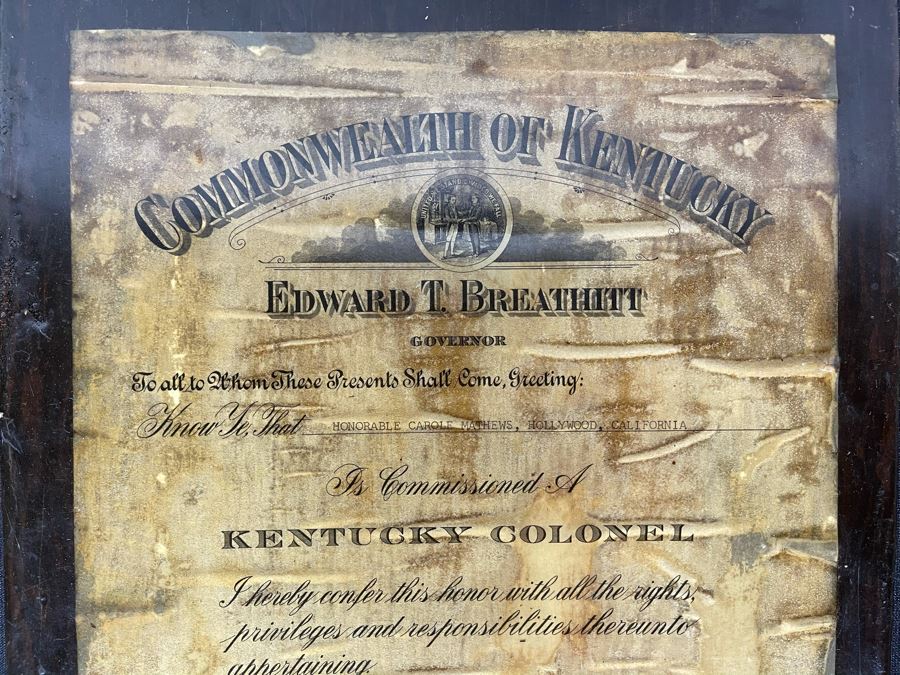 COMMONWEALTH OF KENTUCKY
EDWARD T. BREATHITT
GOVERNOR
To all to Whom These Presents Shall Come, Greeting:
Know Ye, That HONORABLE CAROLE MATHEWS, HOLLYWOOD, CALIFORNIA
Is Commissioned A
KENTUCKY COLONEL
I hereby confer this honor with all the rights,
privileges and responsibilities thereunto
appertaining.